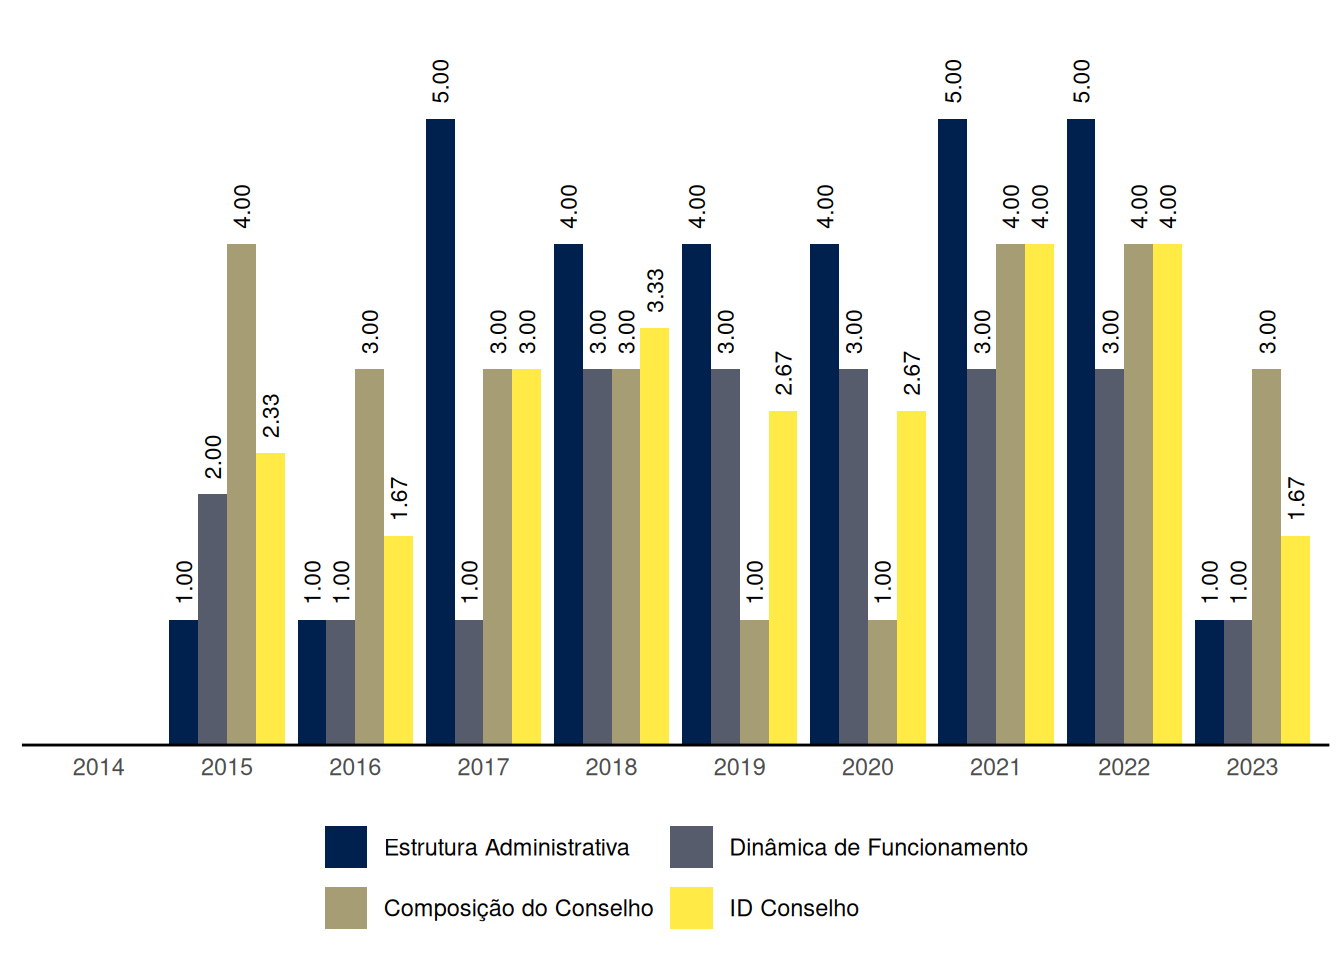 1.00 2.00 4.00 2.33 1.00 1.00 3.00 1.67 5.00 1.00 3.00 3.00 4.00 3.00 3.00 3.33 4.00 3.00 1.00 2.67 4.00 3.00 1.00 2.67 5.00 3.00 4.00 4.00 5.00 3.00 4.00 4.00 1.00 1.00 3.00 1.67
2014 2015 2016 2017 2018 2019 2020 2021 2022 2023
Estrutura Administrativa Dinâmica de Funcionamento
Composição do Conselho ID Conselho